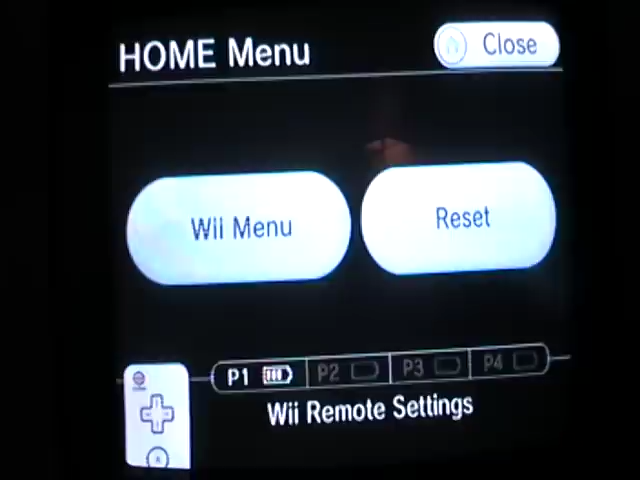 HOME Menu
Close
Wii Menu
Reset
P1 P2 P3 P4
Wii Remote Settings